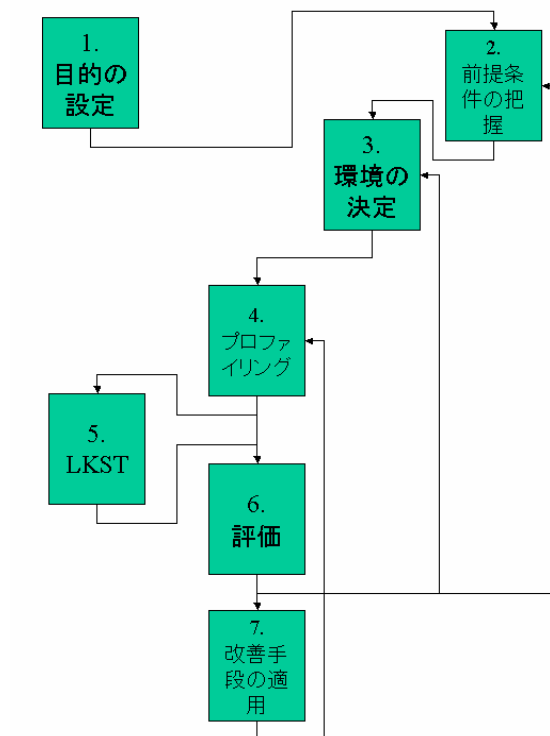 1.
目的の
設定
2.
前提条
件の把
握
3.
環境の
決定
4.
プロファ
イリング
5.
LKST
6.
評価
7.
改善手
段の適
用